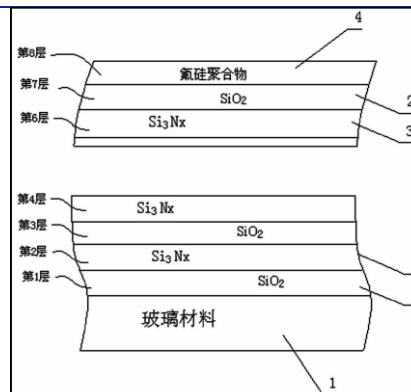 4
第8层 氟硅聚合物
第7层 SiO₂ 2
第6层 Si₃Nx 3
第4层 Si₃Nx
第3层 SiO₂
第2层 Si₃Nx
第1层 SiO₂
玻璃材料
1